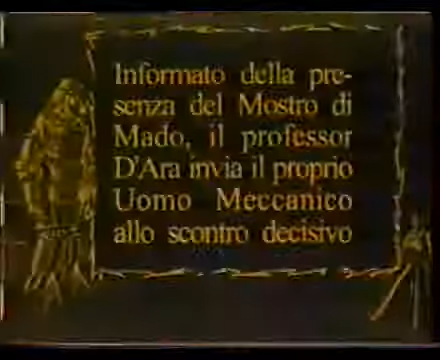 Informato della pre-
senza del Mostro di
Mado, il professor
D'Ara invia il proprio
Uomo Meccanico
allo scontro decisivo